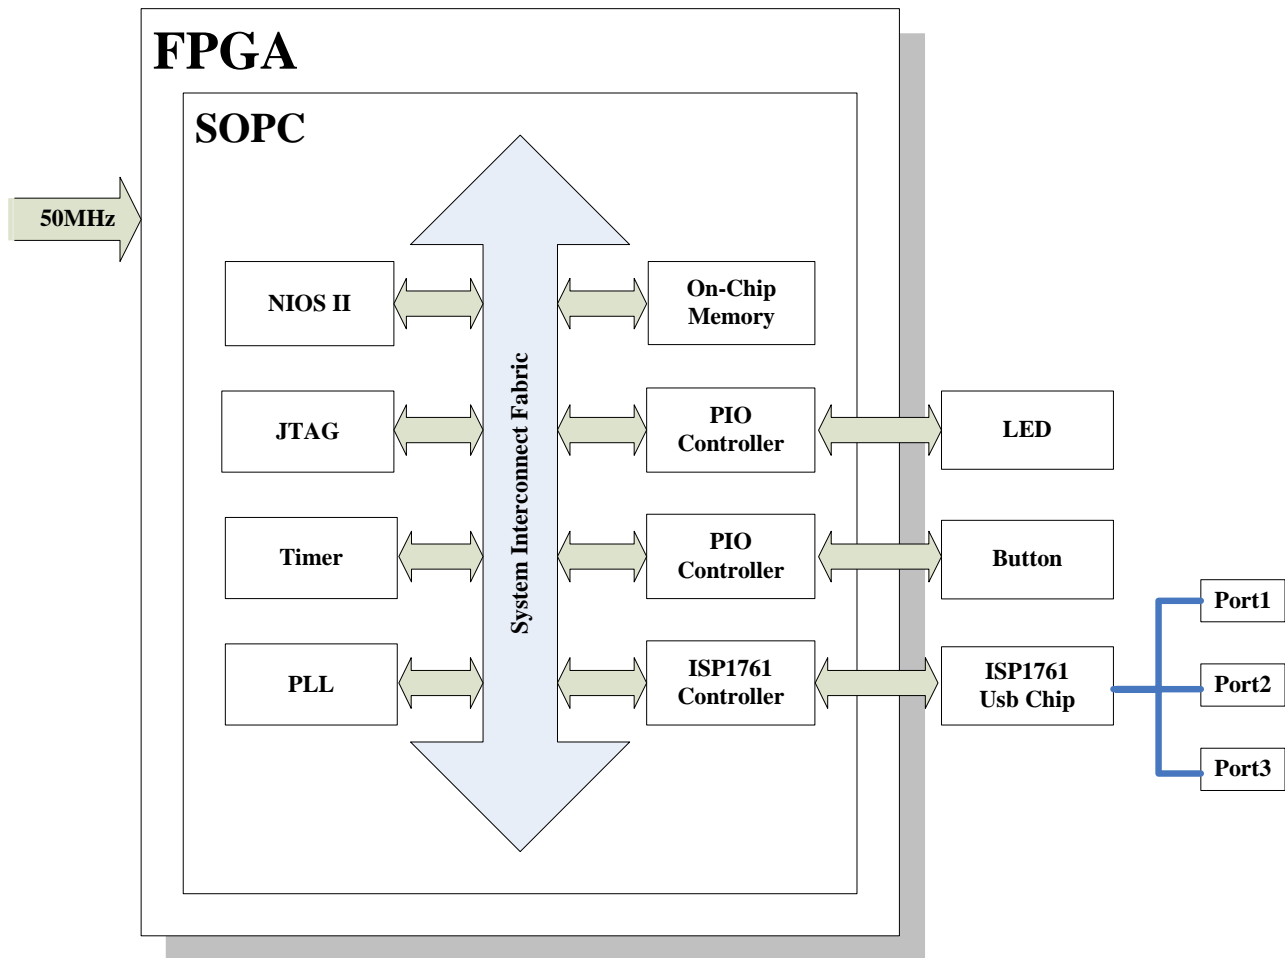 FPGA
SOPC
50MHz
NIOS II
On-Chip
Memory
System Interconnect Fabric
JTAG
PIO
Controller
LED
Timer
PIO
Controller
Button
PLL
ISP1761
Controller
ISP1761
Usb Chip
Port1
Port2
Port3